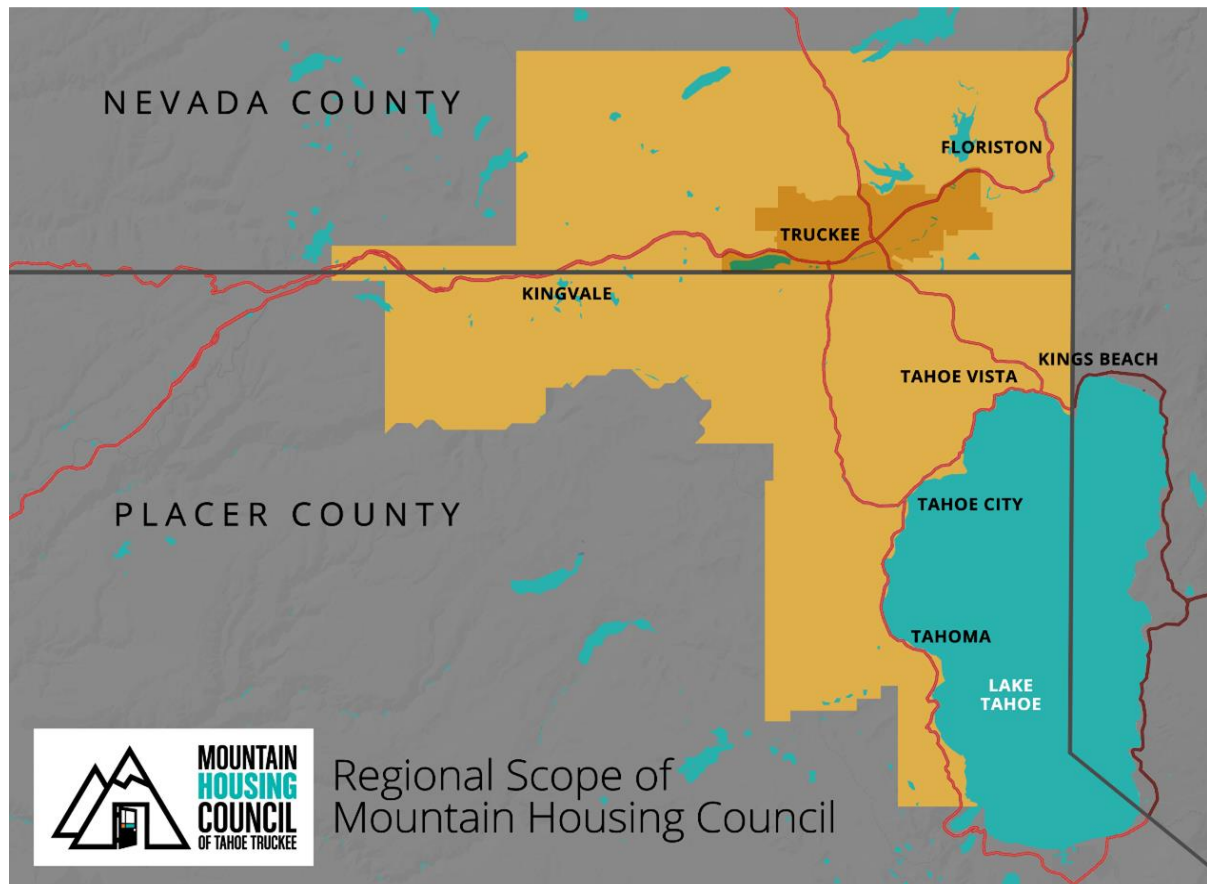 NEVADA COUNTY
FLORISTON
TRUCKEE
KINGVALE
KINGS BEACH
TAHOE VISTA
TAHOE CITY
PLACER COUNTY
TAHOMA
LAKE
TAHOE
MOUNTAIN
HOUSING
COUNCIL
OF TAHOE TRUCKEE
Regional Scope of
Mountain Housing Council